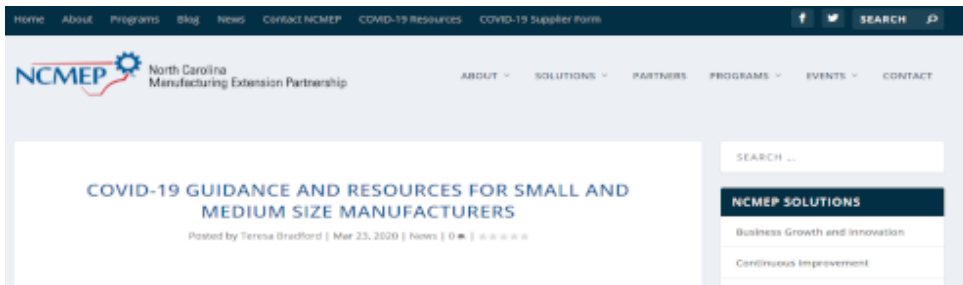 Home About Programs Blog News Contact NCMEP COVID-19 Resources COVID-19 Supplier Form SEARCH
NCMEP North Carolina
Manufacturing Extension Partnership
ABOUT SOLUTIONS PARTNERS PROGRAMS EVENTS CONTACT
SEARCH ...
COVID-19 GUIDANCE AND RESOURCES FOR SMALL AND
MEDIUM SIZE MANUFACTURERS
Posted by Teresa Bradford | Mar 23, 2020 | News | 0 |
NCMEP SOLUTIONS
Business Growth and Innovation
Continuous Improvement